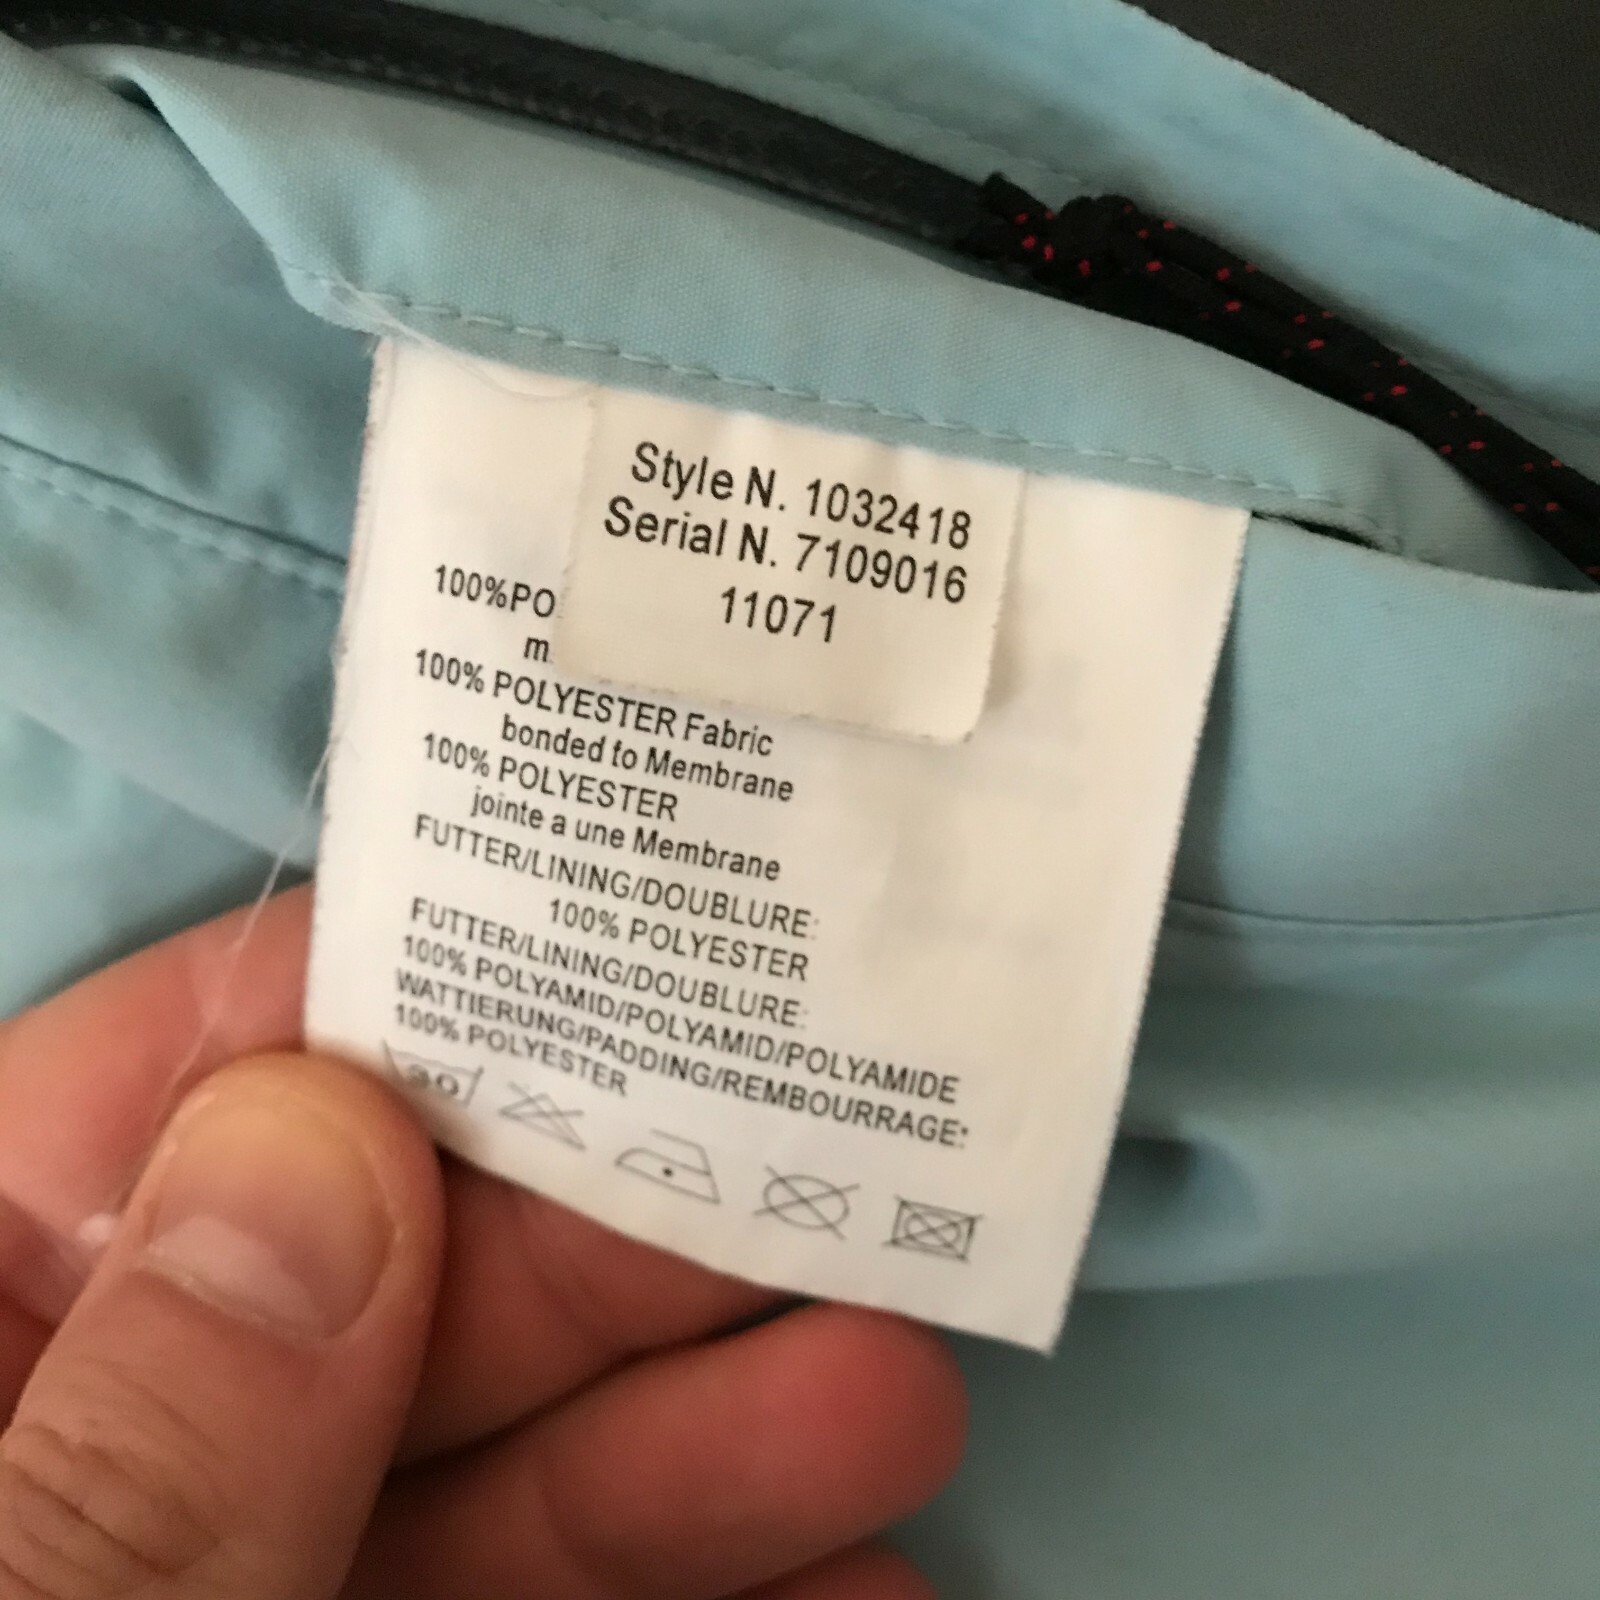 Style N. 1032418
Serial N. 7109016
11071
100%PO
m
100% POLYESTER Fabric
bonded to Membrane
100% POLYESTER
jointe a une Membrane
FUTTER/LINING/DOUBLURE:
100% POLYESTER
FUTTER/LINING/DOUBLURE:
100% POLYAMID/POLYAMID/POLYAMIDE
WATTIERUNG/PADDING/REMBOURRAGE:
100% POLYESTER
30